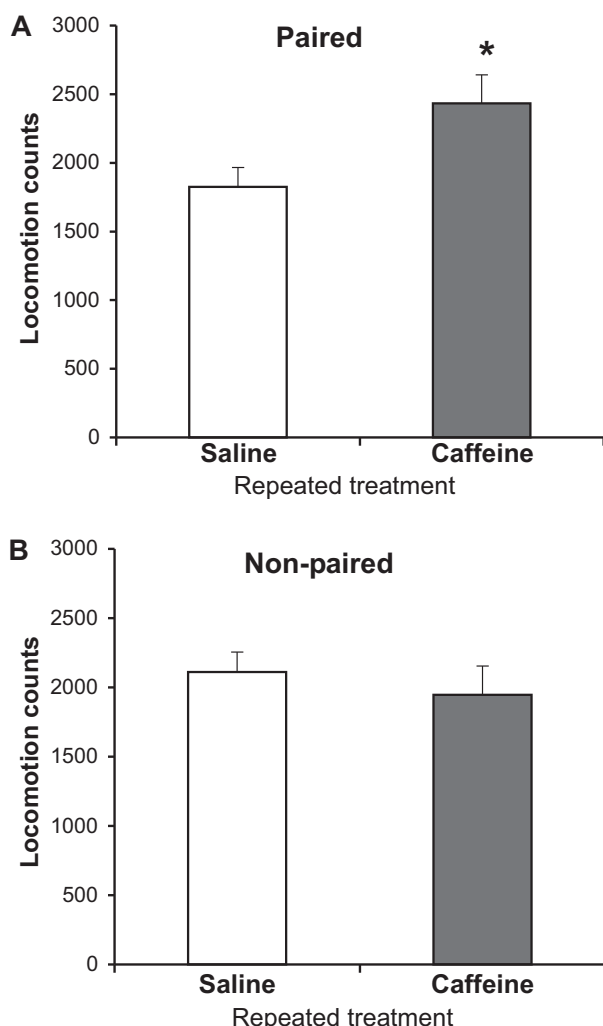 A
Paired
3000
*
2500
2000
1500
1000
500
0
Locomotion counts
Saline Caffeine
Repeated treatment
B
Non-paired
3000
2500
2000
1500
1000
500
0
Locomotion counts
Saline Caffeine
Repeated treatment